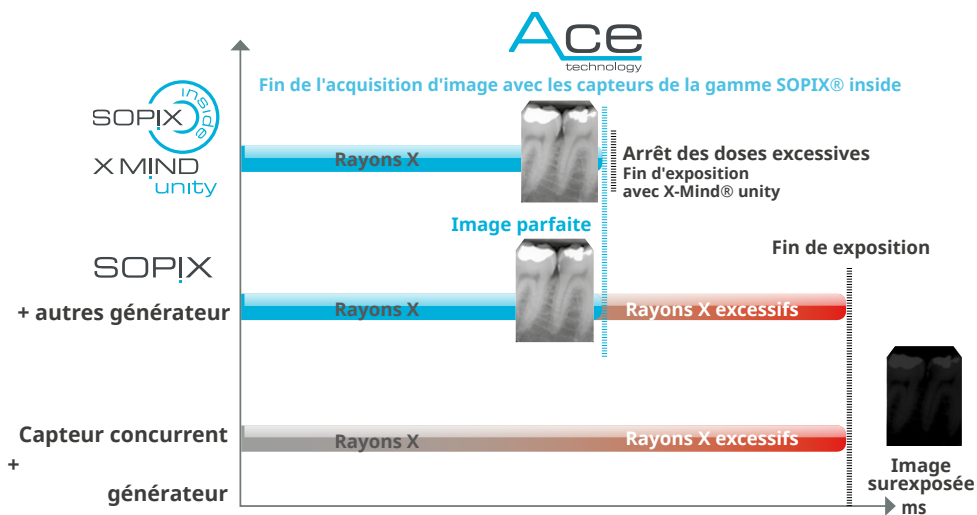 Ace
technology
Fin de l'acquisition d'image avec les capteurs de la gamme SOPIX® inside
SOPIX
inside
X MIND
unity
Rayons X
Arrêt des doses excessives
Fin d'exposition
avec X-Mind® unity
Image parfaite
Fin de exposition
SOPIX
+ autres générateur
Rayons X
Rayons X excessifs
Capteur concurrent
+
générateur
Rayons X
Rayons X excessifs
Image
surexposée
ms